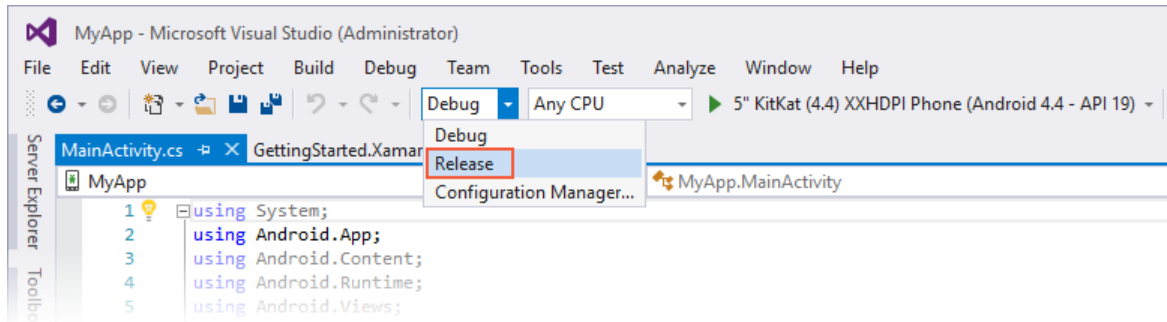 MyApp - Microsoft Visual Studio (Administrator)
File Edit View Project Build Debug Team Tools Test Analyze Window Help
Debug Any CPU 5" KitKat (4.4) XXHDPI Phone (Android 4.4 - API 19)
Debug
Release
Configuration Manager...
Server Explorer
MainActivity.cs GettingStarted.Xamar
MyApp MyApp.MainActivity
1 using System;
2 using Android.App;
3 using Android.Content;
4 using Android.Runtime;
5 using Android.Views;